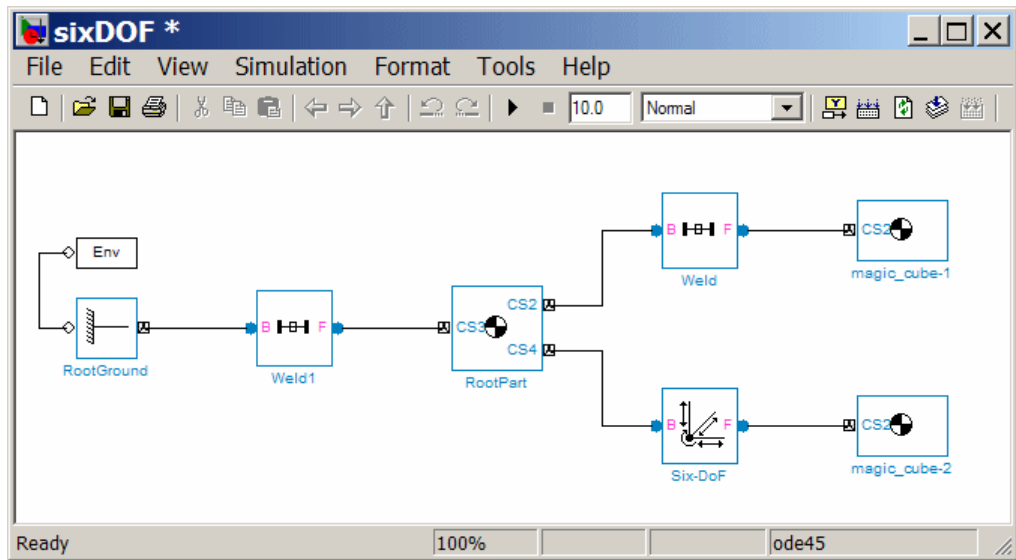 sixDOF *
File Edit View Simulation Format Tools Help
10.0 Normal
Env
RootGround
B F
Weld1
CS3
CS2
CS4
RootPart
B F
Weld
CS2
magic_cube-1
B F
Six-DoF
CS2
magic_cube-2
Ready 100% ode45